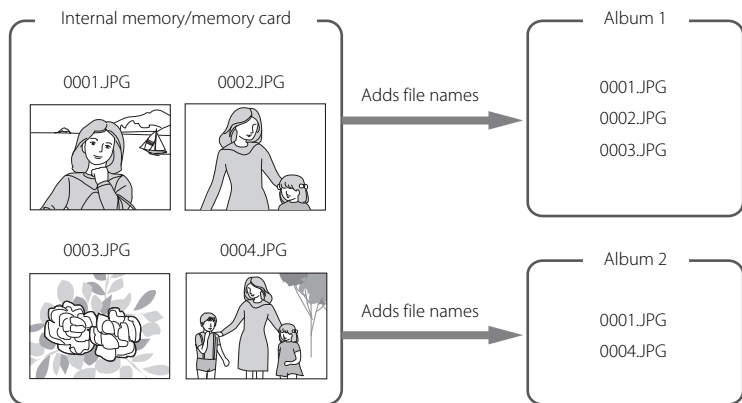 Internal memory/memory card
0001.JPG
0002.JPG
0003.JPG
0004.JPG
Adds file names
Album 1
0001.JPG
0002.JPG
0003.JPG
Adds file names
Album 2
0001.JPG
0004.JPG